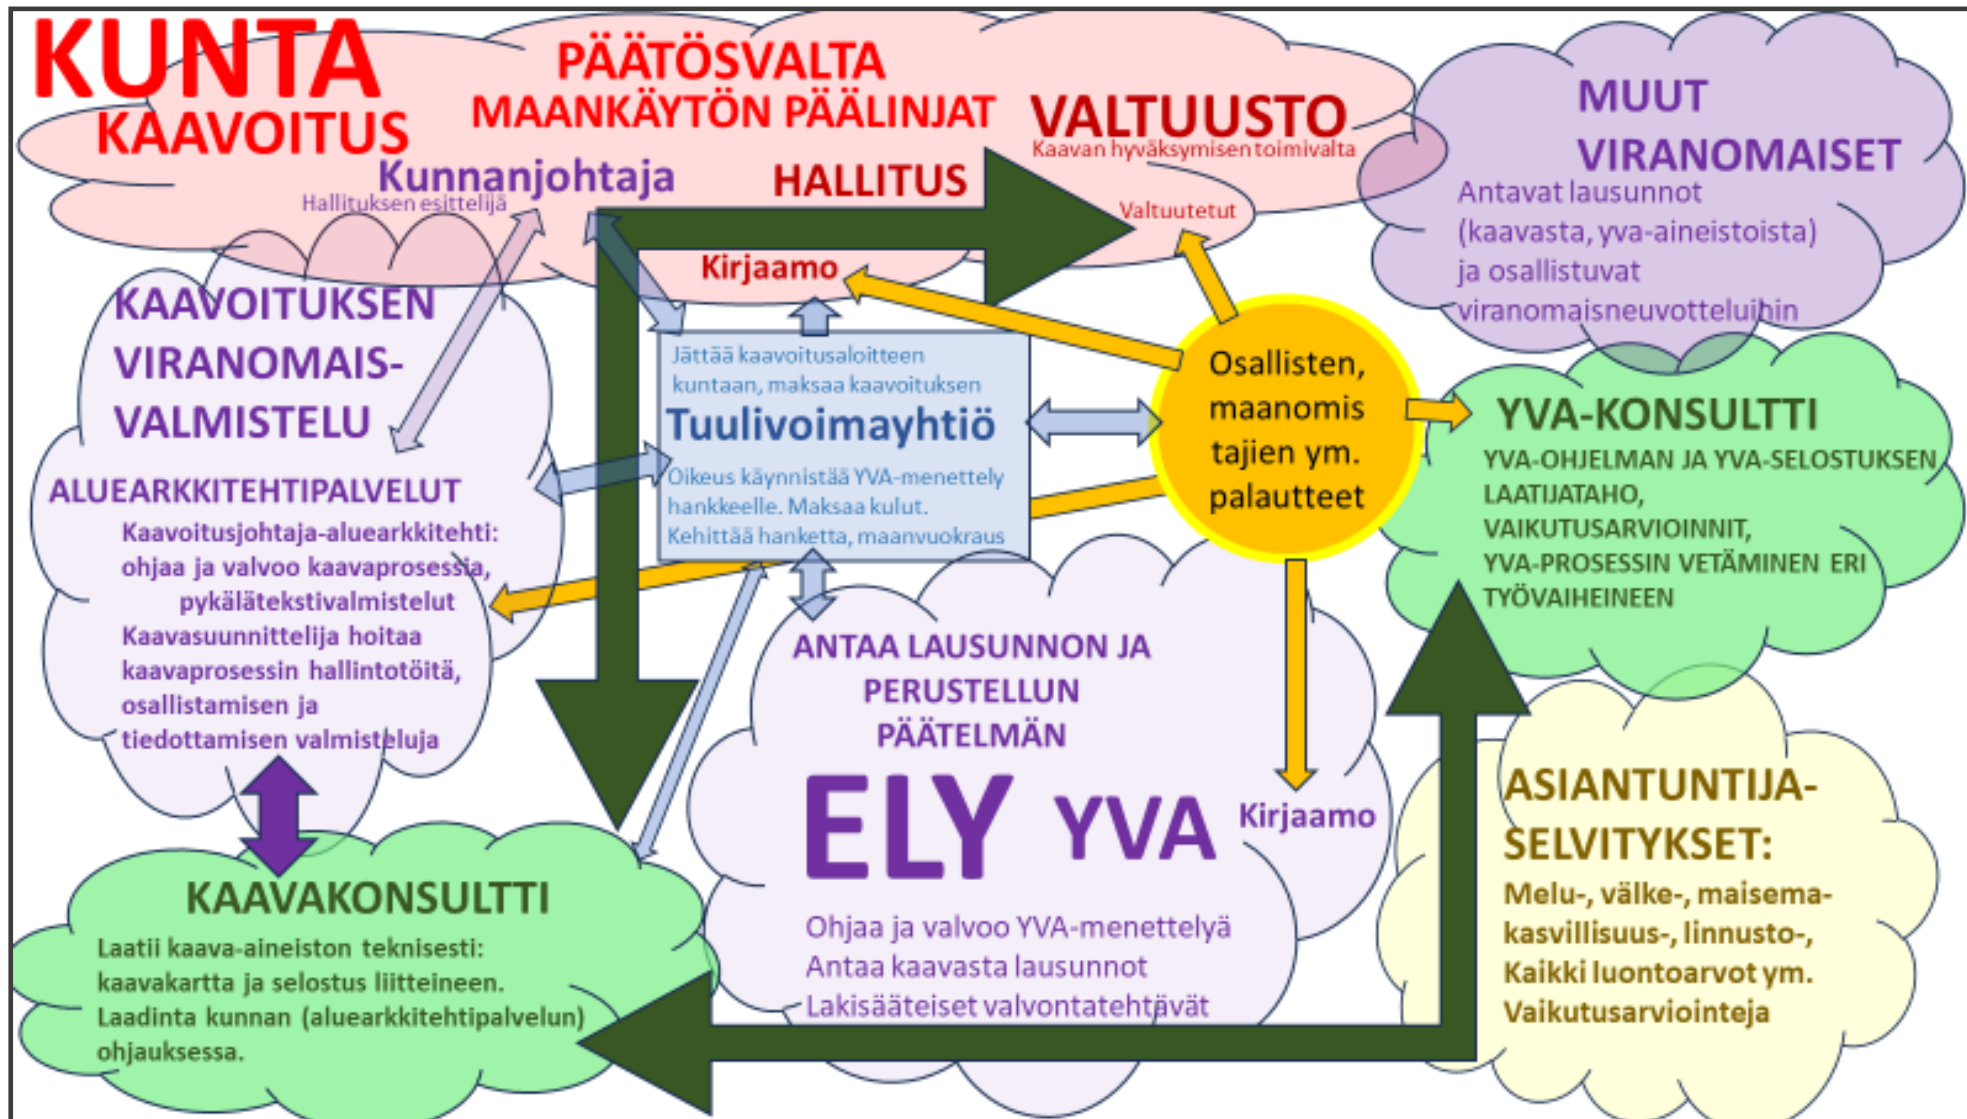 KUNTA
KAAVOITUS
PÄÄTÖSVALTA
MAANKÄYTÖN PÄÄLINJAT
VALTUUSTO
Kaavan hyväksymisen toimivalta
Kunnanjohtaja
Hallituksen esittelijä
HALLITUS
Valtuutetut
Kirjaamo
MUUT
VIRANOMAISET
Antavat lausunnot
(kaavasta, yva-aineistoista)
ja osallistuvat
viranomaisneuvotteluihin
KAAVOITUKSEN
VIRANOMAIS-
VALMISTELU
ALUEARKKITEHTIPALVELUT
Kaavoitusjohtaja-aluearkkitehti:
ohjaa ja valvoo kaavaprosessia,
pykälätekstivalmistelut
Kaavasuunnittelija hoitaa
kaavaprosessin hallintotöitä,
osallistamisen ja
tiedottamisen valmisteluja
Jättää kaavoitusaloitteen
kuntaan, maksaa kaavoituksen
Tuulivoimayhtiö
Oikeus käynnistää YVA-menettely
hankkeelle. Maksaa kulut.
Kehittää hanketta, maanvuokraus
Osallisten,
maanomis
tajien ym.
palautteet
YVA-KONSULTTI
YVA-OHJELMAN JA YVA-SELOSTUKSEN
LAATIJATAHO,
VAIKUTUSARVIOINNIT,
YVA-PROSESSIN VETÄMINEN ERI
TYÖVAIHEINEEN
ANTAA LAUSUNNON JA
PERUSTELLUN
PÄÄTELMÄN
ELY YVA
Kirjaamo
Ohjaa ja valvoo YVA-menettelyä
Antaa kaavasta lausunnot
Lakisääteiset valvontatehtävät
ASIANTUNTIJA-
SELVITYKSET:
Melu-, välke-, maisema-
kasvillisuus-, linnusto-,
Kaikki luontoarvot ym.
Vaikutusarviointeja
KAAVAKONSULTTI
Laatii kaava-aineiston teknisesti:
kaavakartta ja selostus liitteineen.
Laadinta kunnan (aluearkkitehtipalvelun)
ohjauksessa.